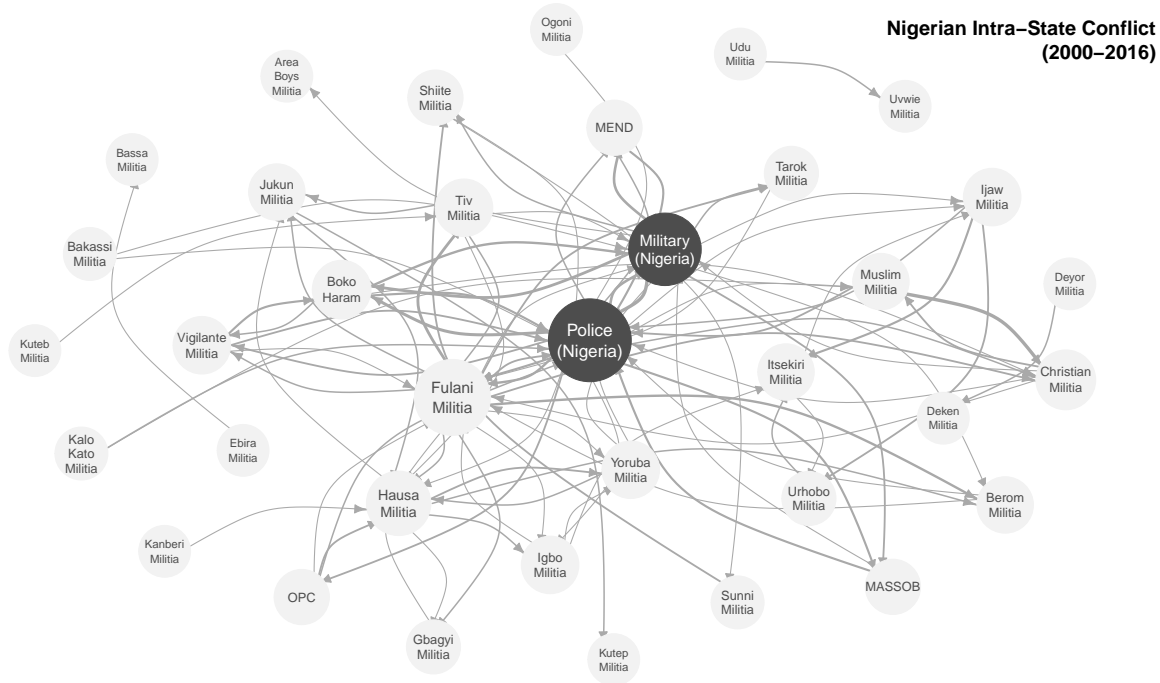 Nigerian Intra−State Conflict
(2000−2016)
Ogoni
Militia
Udu
Militia
Area
Boys
Militia
Shiite
Militia
Uvwie
Militia
MEND
Bassa
Militia
Tarok
Militia
Jukun
Militia
Tiv
Militia
Ijaw
Militia
Bakassi
Militia
Military
(Nigeria)
Boko
Haram
Muslim
Militia
Deyor
Militia
Kuteb
Militia
Vigilante
Militia
Police
(Nigeria)
Itsekiri
Militia
Christian
Militia
Fulani
Militia
Deken
Militia
Kalo
Kato
Militia
Ebira
Militia
Yoruba
Militia
Hausa
Militia
Urhobo
Militia
Berom
Militia
Kanberi
Militia
Igbo
Militia
OPC
MASSOB
Sunni
Militia
Gbagyi
Militia
Kutep
Militia